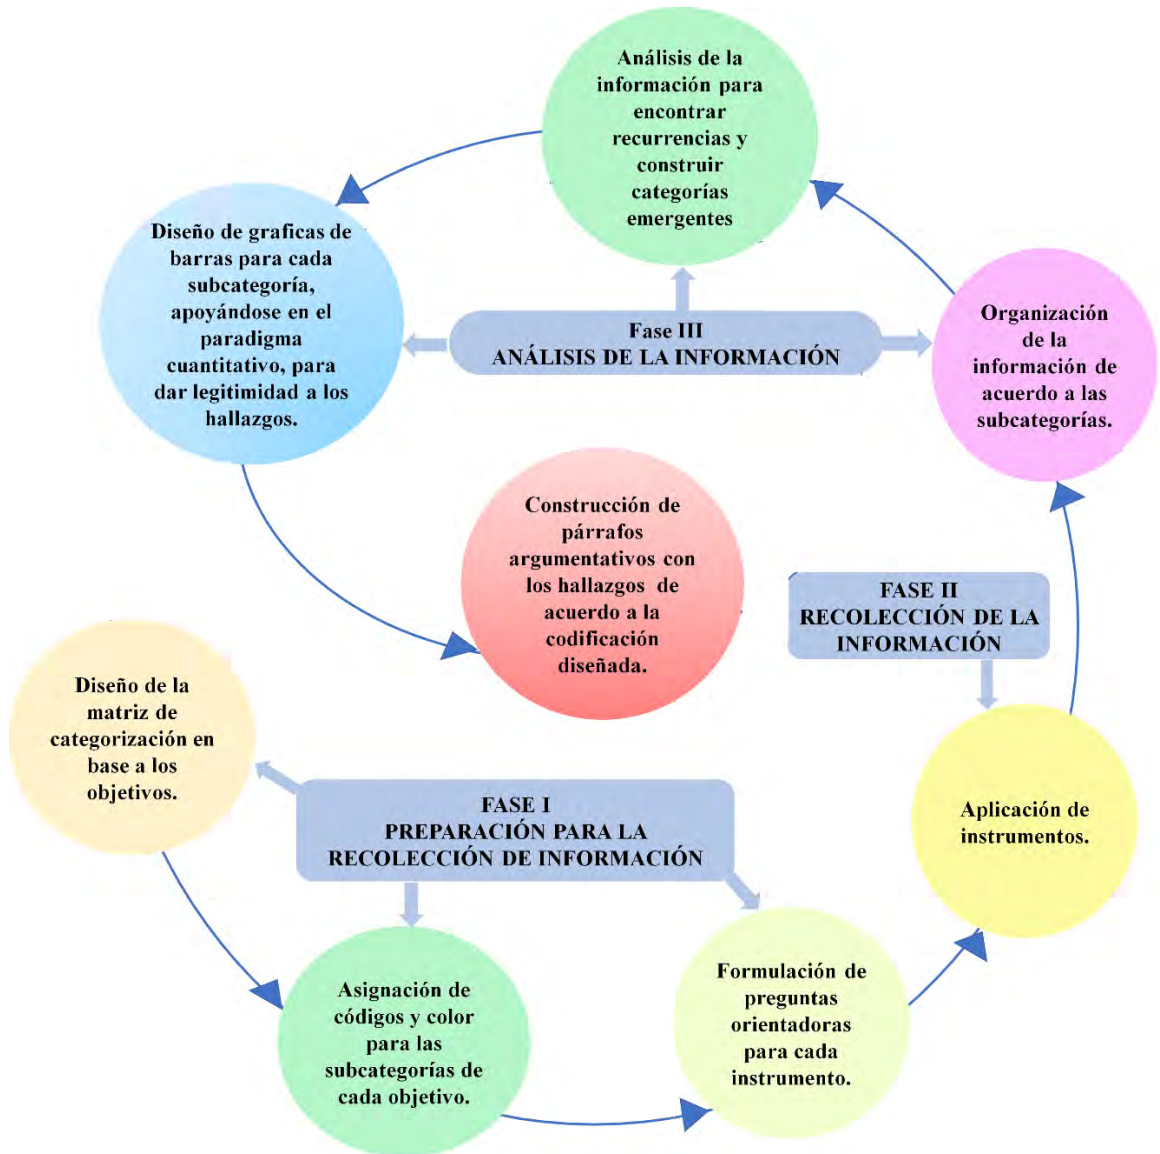 Análisis de la
información para
encontrar
recurrencias y
construir
categorías
emergentes
Diseño de graficas de
barras para cada
subcategoría,
apoyándose en el
paradigma
cuantitativo, para
dar legitimidad a los
hallazgos.
Fase III
ANÁLISIS DE LA INFORMACIÓN
Organización
de la
información de
acuerdo a las
subcategorías.
Construcción de
párrafos
argumentativos con
los hallazgos de
acuerdo a la
codificación
diseñada.
FASE II
RECOLECCIÓN DE LA
INFORMACIÓN
Diseño de la
matriz de
categorización en
base a los
objetivos.
FASE I
PREPARACIÓN PARA LA
RECOLECCIÓN DE INFORMACIÓN
Aplicación de
instrumentos.
Asignación de
códigos y color
para las
subcategorías de
cada objetivo.
Formulación de
preguntas
orientadoras
para cada
instrumento.